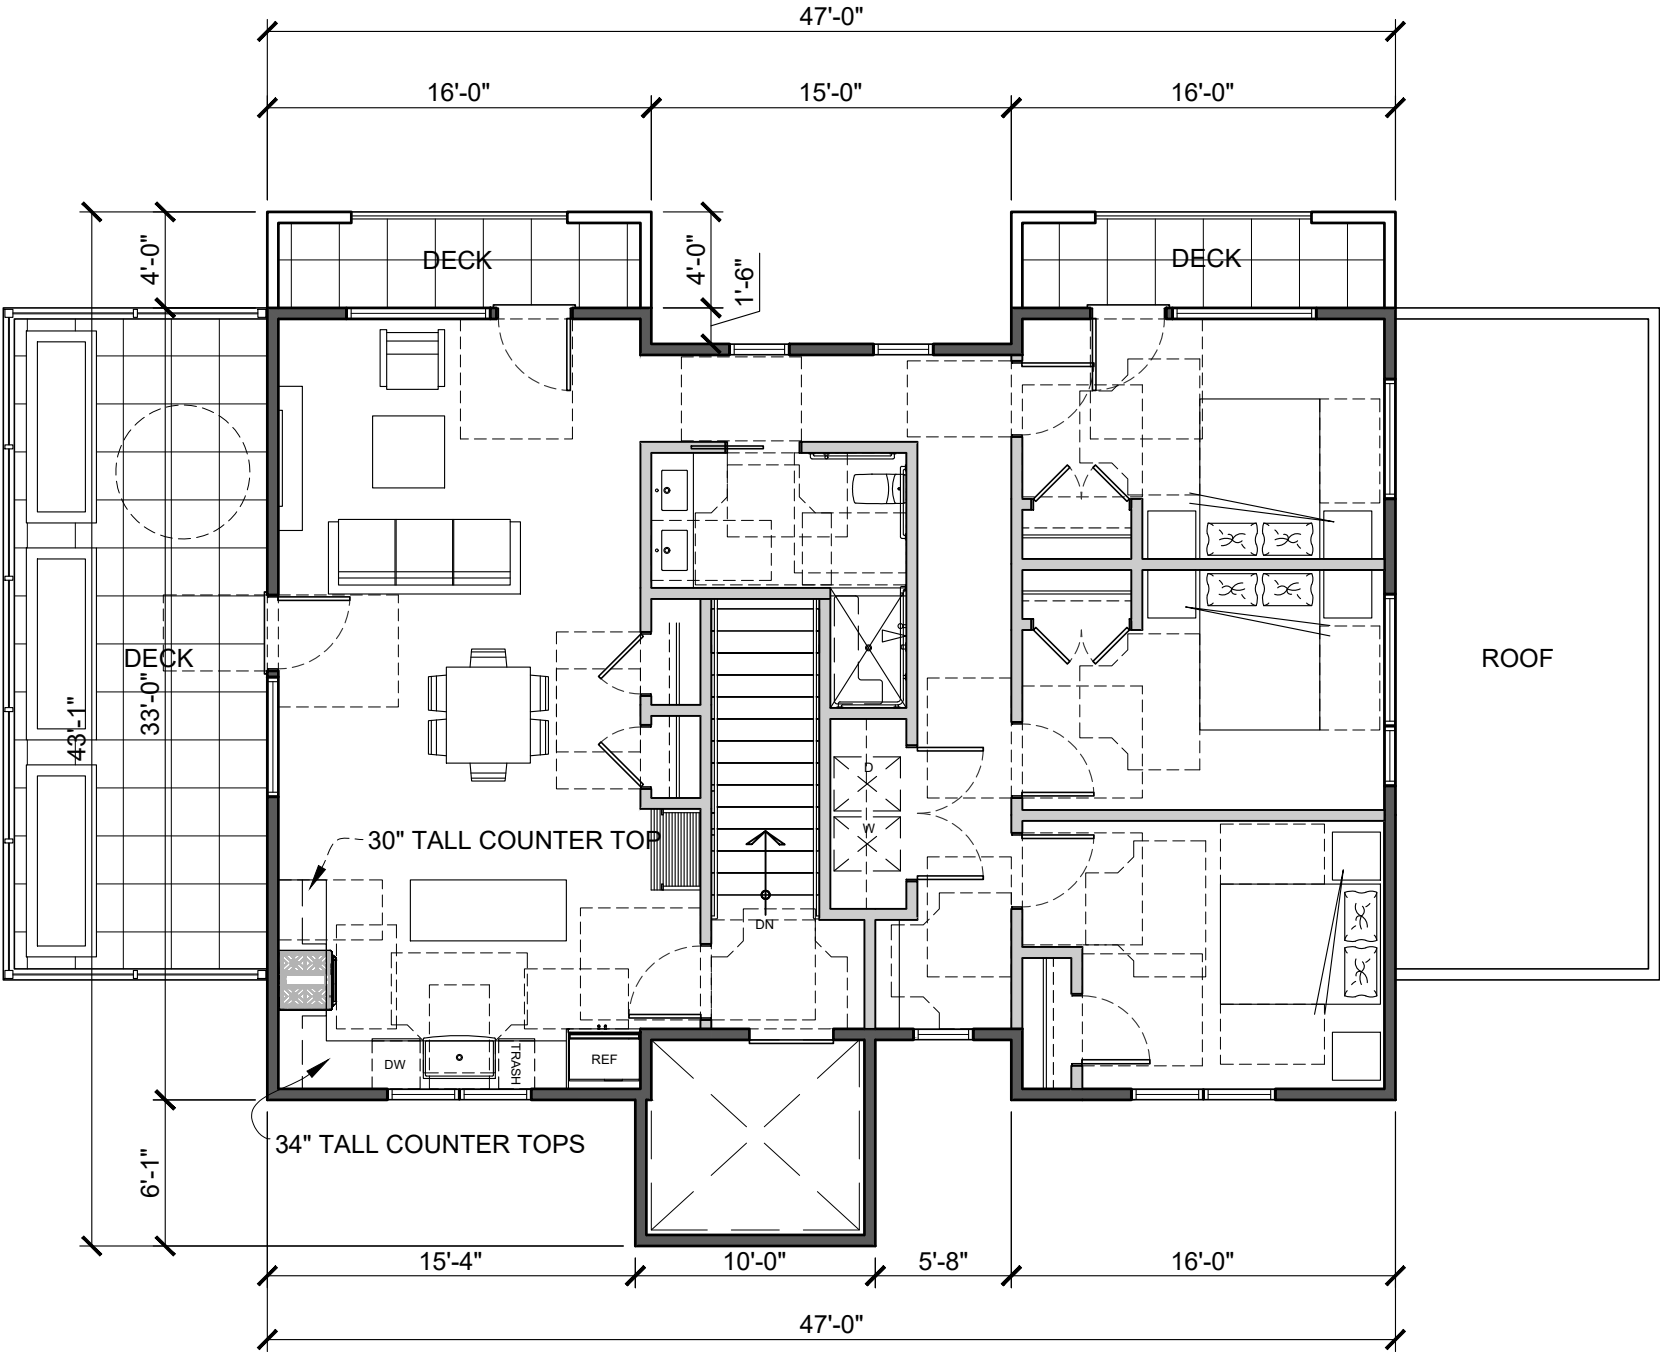 47'-0"
16'-0"
15'-0"
16'-0"
4'-0"
DECK
4'-0"
1'-6"
DECK
DECK
43'-1"
33'-0"
ROOF
D
W
30" TALL COUNTER TOP
DN
DW
TRASH
REF
34" TALL COUNTER TOPS
6'-1"
15'-4"
10'-0"
5'-8"
16'-0"
47'-0"